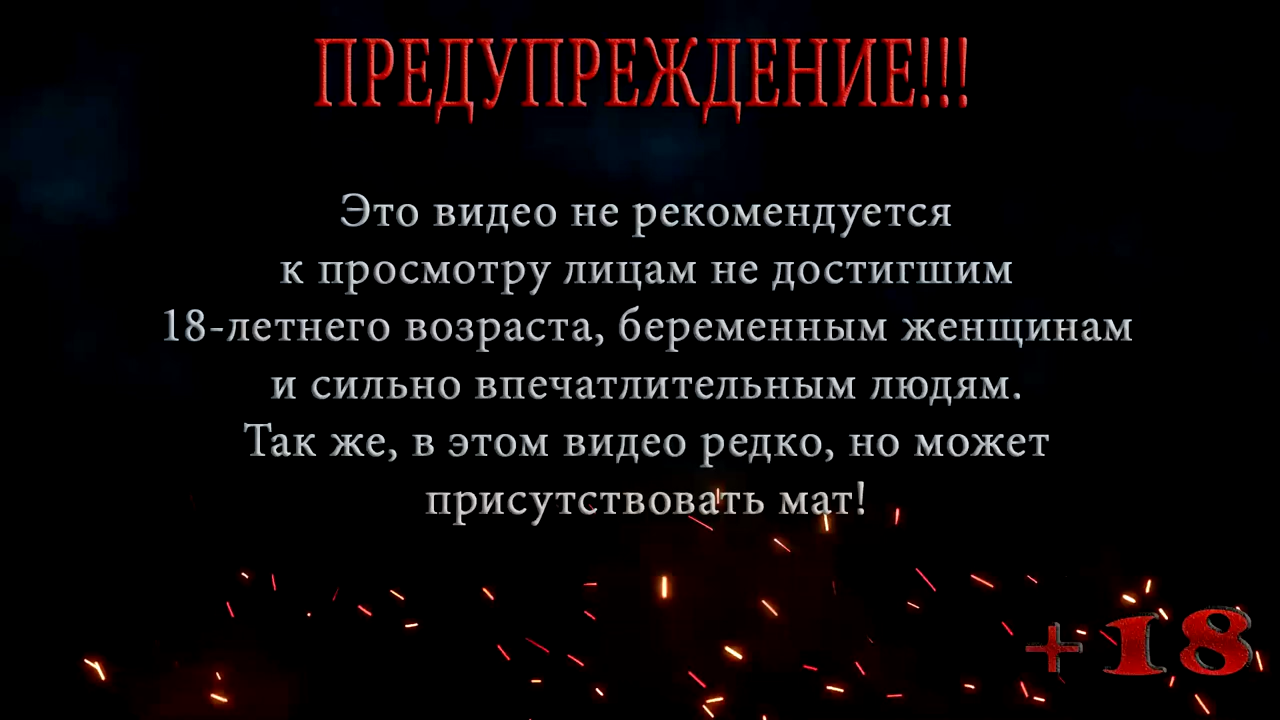 ПРЕДУПРЕЖДЕНИЕ!!!
Это видео не рекомендуется
к просмотру лицам не достигшим
18-летнего возраста, беременным женщинам
и сильно впечатлительным людям.
Так же, в этом видео редко, но может
присутствовать мат!
+18